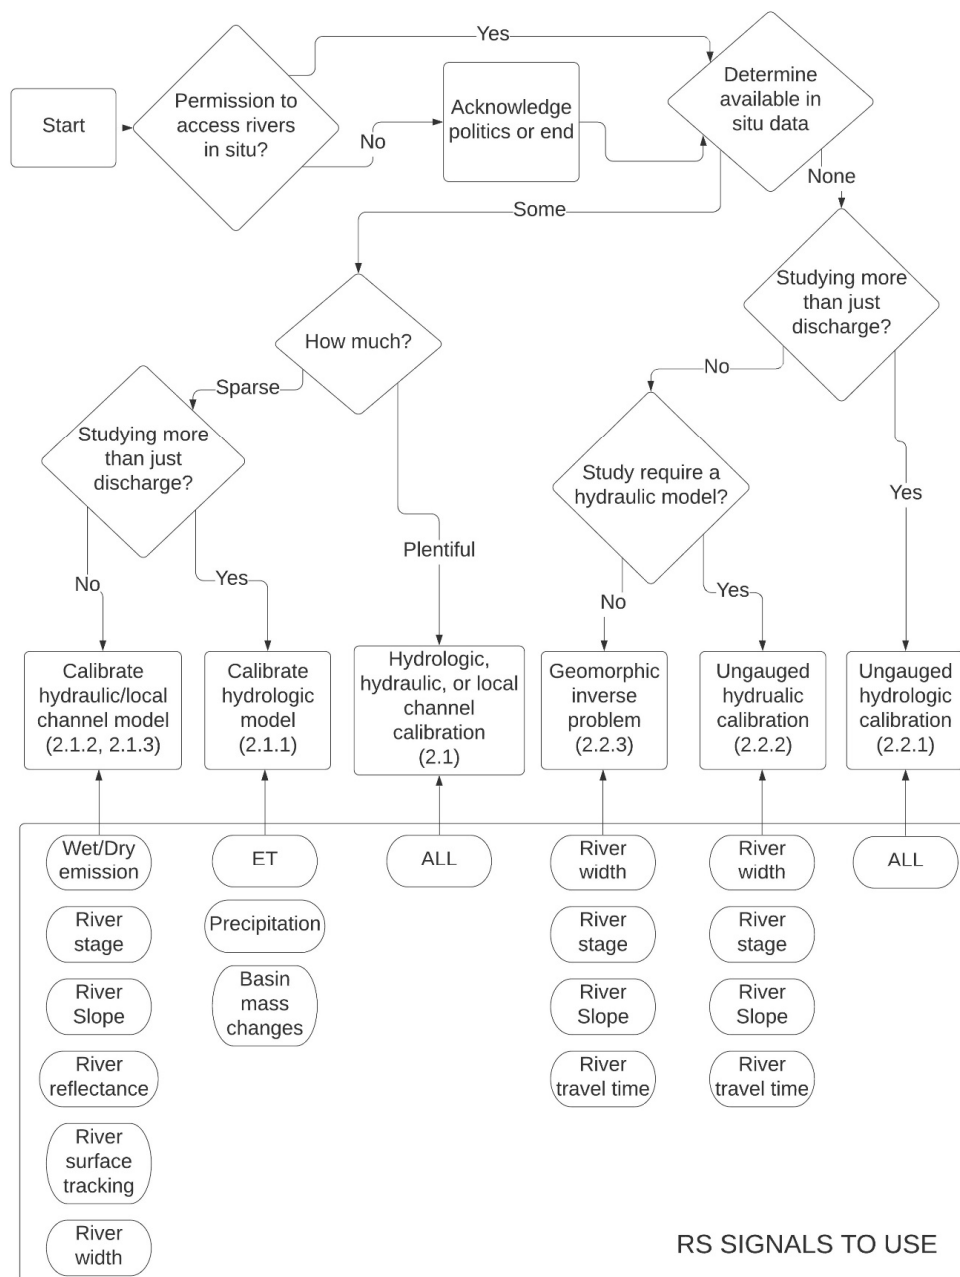 Yes
Start
Permission to
access rivers
in situ?
No
Acknowledge
politics or end
Determine
available in
situ data
None
Some
Studying more
than just
discharge?
How much?
No
Sparse
Studying more
than just
discharge?
Study require a
hydraulic model?
Yes
Plentiful
No
Yes
No
Yes
Calibrate
hydraulic/local
channel model
(2.1.2, 2.1.3)
Calibrate
hydrologic
model
(2.1.1)
Hydrologic,
hydraulic, or local
channel
calibration
(2.1)
Geomorphic
inverse
problem
(2.2.3)
Ungauged
hydrualic
calibration
(2.2.2)
Ungauged
hydrologic
calibration
(2.2.1)
Wet/Dry
emission
River
stage
River
Slope
River
reflectance
River
surface
tracking
River
width
ET
Precipitation
Basin
mass
changes
ALL
River
width
River
stage
River
Slope
River
travel time
River
width
River
stage
River
Slope
River
travel time
ALL
RS SIGNALS TO USE